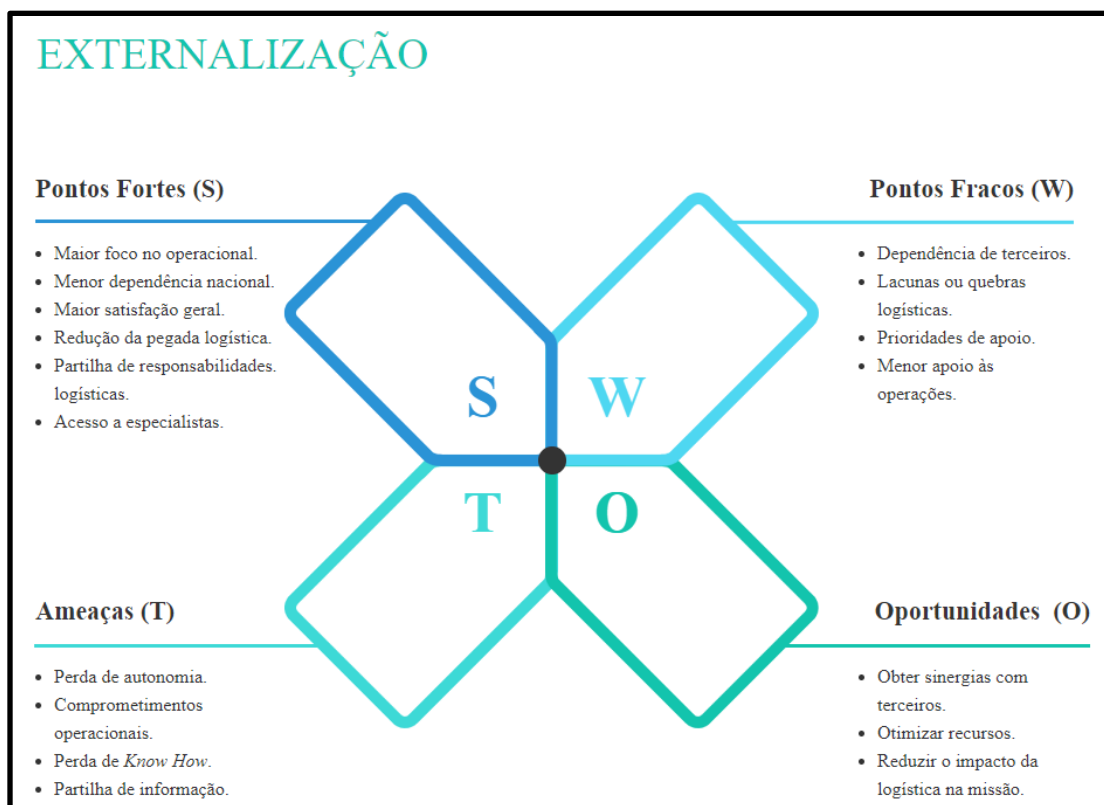 EXTERNALIZAÇÃO
Pontos Fortes (S)
• Maior foco no operacional.
• Menor dependência nacional.
• Maior satisfação geral.
• Redução da pegada logística.
• Partilha de responsabilidades.
logísticas.
• Acesso a especialistas.
Pontos Fracos (W)
• Dependência de terceiros.
• Lacunas ou quebras
logísticas.
• Prioridades de apoio.
• Menor apoio às
operações.
S
W
T
O
Ameaças (T)
• Perda de autonomia.
• Comprometimentos
operacionais.
• Perda de Know How.
• Partilha de informação.
Oportunidades (O)
• Obter sinergias com
terceiros.
• Otimizar recursos.
• Reduzir o impacto da
logística na missão.